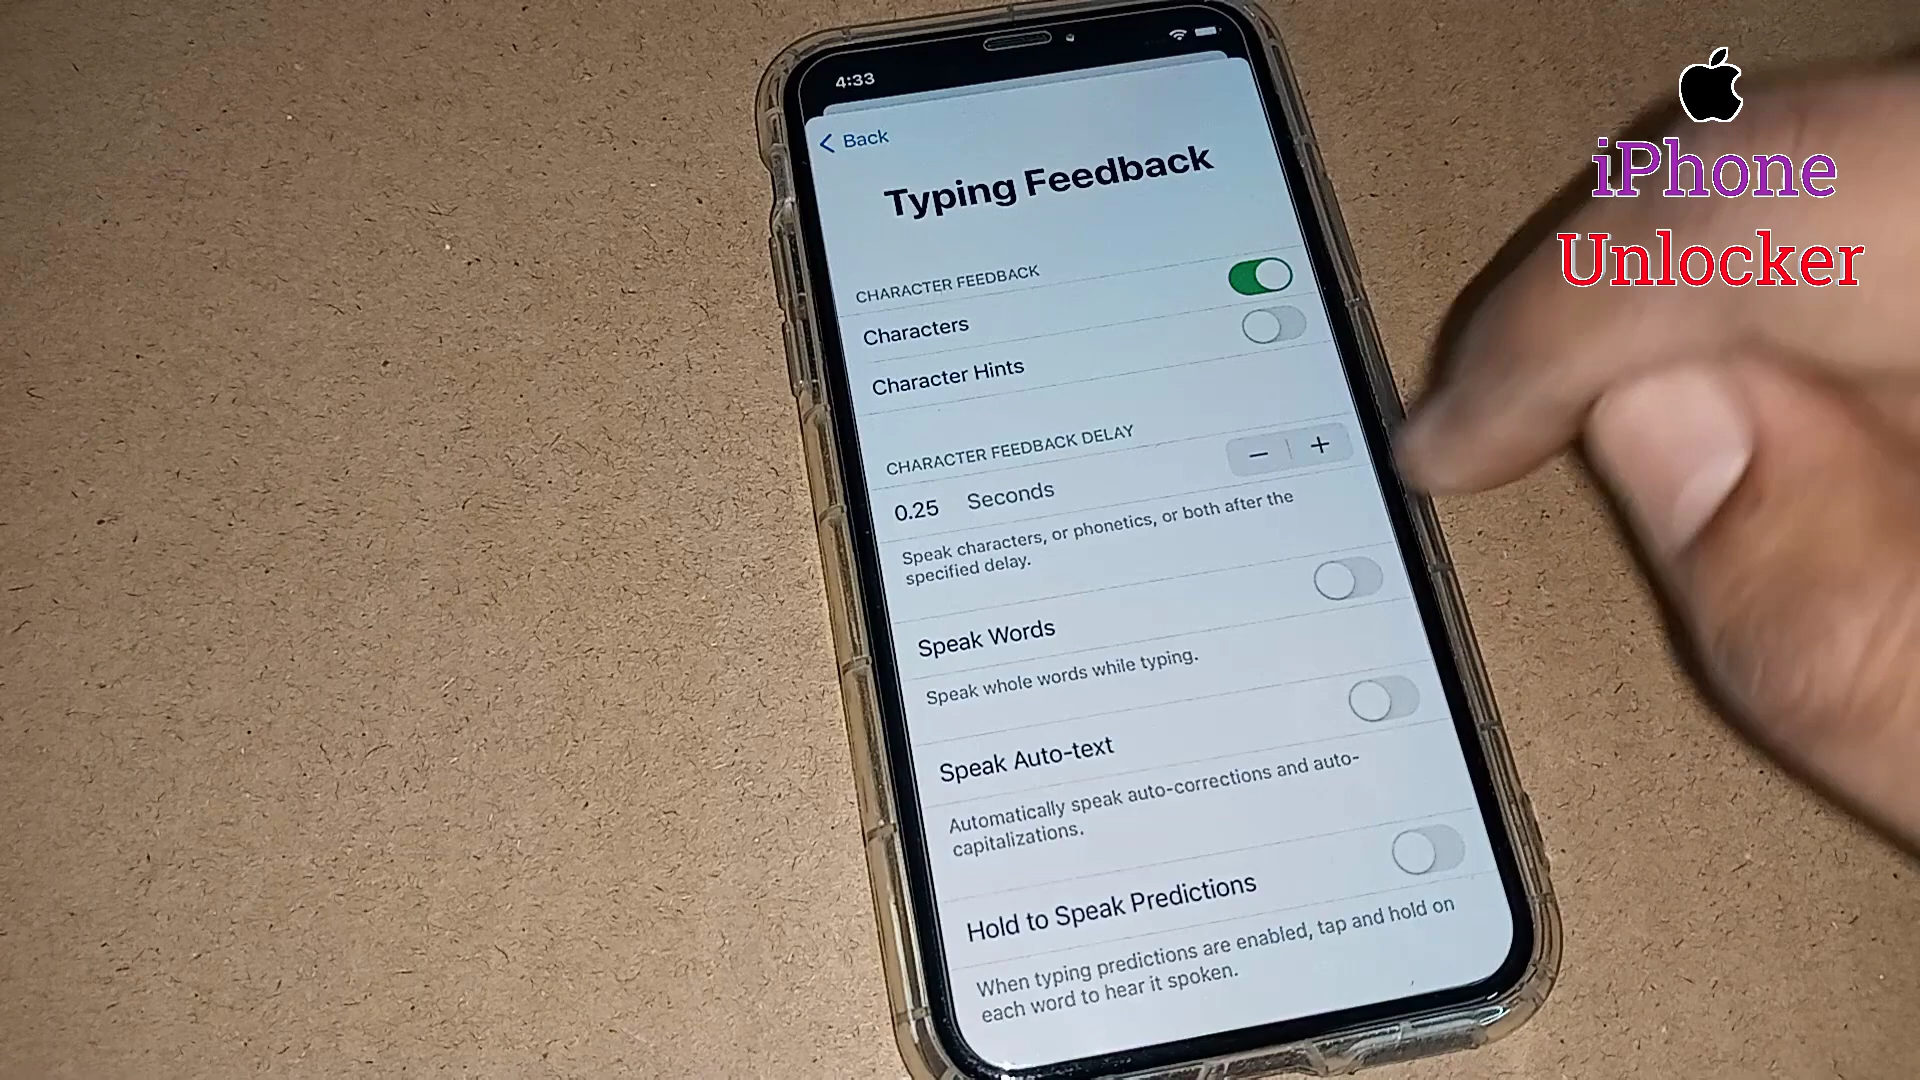 4:33
Back
Typing Feedback
CHARACTER FEEDBACK
Characters
Character Hints
CHARACTER FEEDBACK DELAY
− +
0.25 Seconds
Speak characters, or phonetics, or both after the
specified delay.
Speak Words
Speak whole words while typing.
Speak Auto-text
Automatically speak auto-corrections and auto-
capitalizations.
Hold to Speak Predictions
When typing predictions are enabled, tap and hold on
each word to hear it spoken.
iPhone
Unlocker